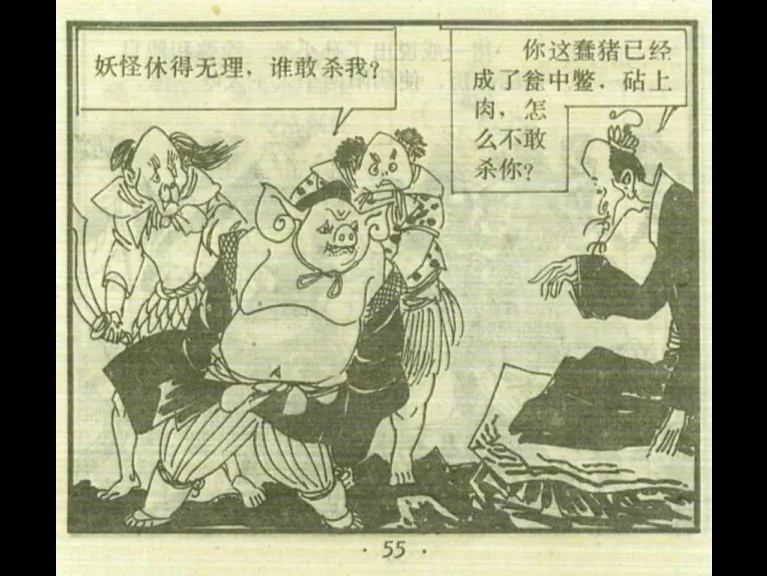 妖怪休得无理，谁敢杀我？
你这蠢猪已经
成了瓮中鳖，砧上
肉，怎
么不敢
杀你？
· 55 ·